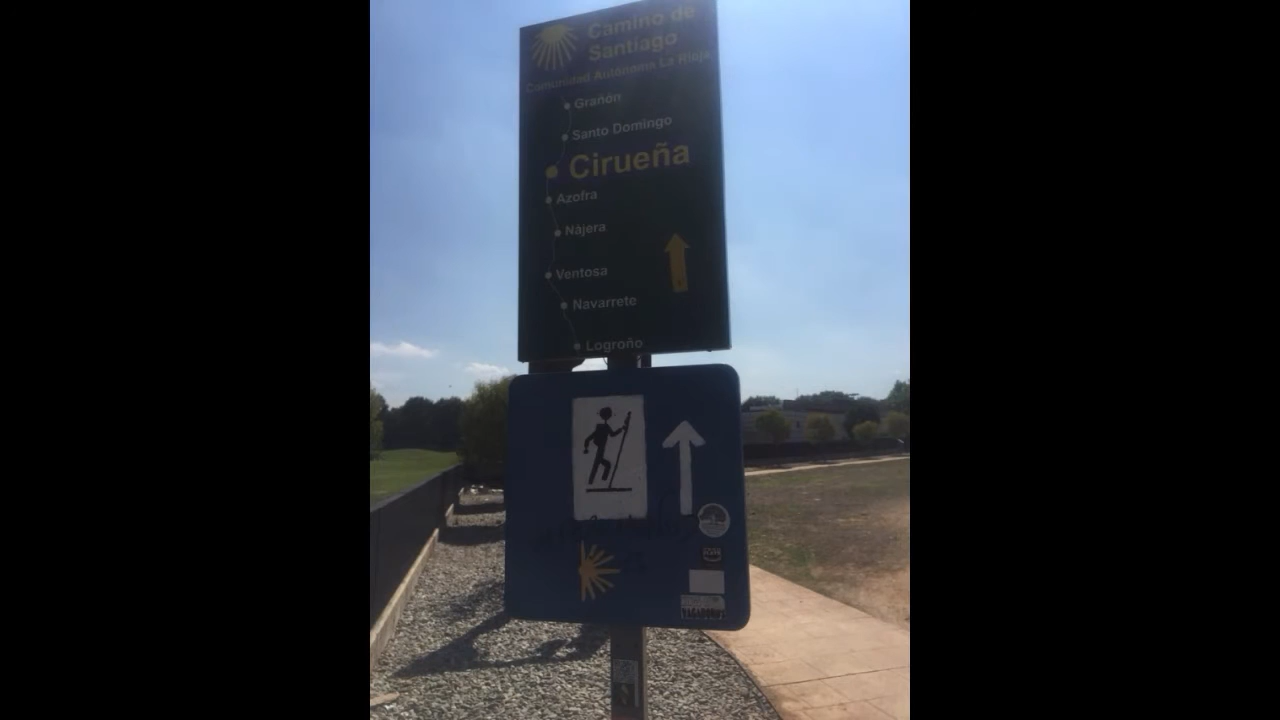 Camino de
Santiago
Comunidad Autónoma La Rioja
Grañón
Santo Domingo
Cirueña
Azofra
Nájera
Ventosa
Navarrete
Logroño